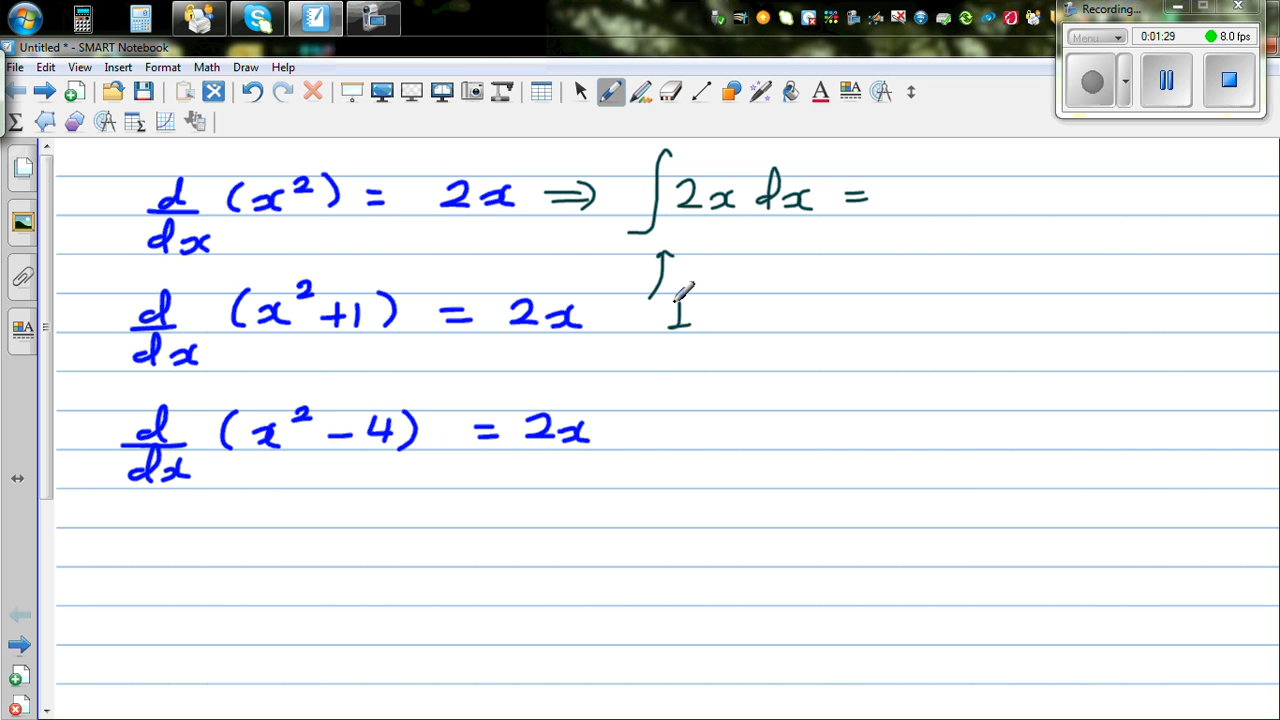 Untitled * - SMART Notebook
File Edit View Insert Format Math Draw Help
Recording...
Menu 0:01:29 8.0 fps
d/dx (x²) = 2x ⇒ ∫ 2x dx =
↑
I
d/dx (x² + 1) = 2x
d/dx (x² - 4) = 2x